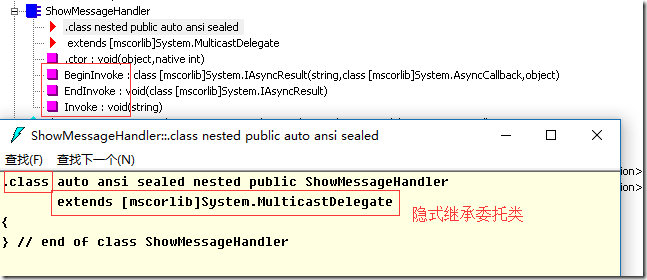 ShowMessageHandler
.class nested public auto ansi sealed
extends [mscorlib]System.MulticastDelegate
.ctor : void(object,native int)
BeginInvoke : class [mscorlib]System.IAsyncResult(string,class [mscorlib]System.AsyncCallback,object)
EndInvoke : void(class [mscorlib]System.IAsyncResult)
Invoke : void(string)
ShowMessageHandler::.class nested public auto ansi sealed
查找(F) 查找下一个(N)
.class auto ansi sealed nested public ShowMessageHandler
extends [mscorlib]System.MulticastDelegate
隐式继承委托类
{
} // end of class ShowMessageHandler
ion>
ion>